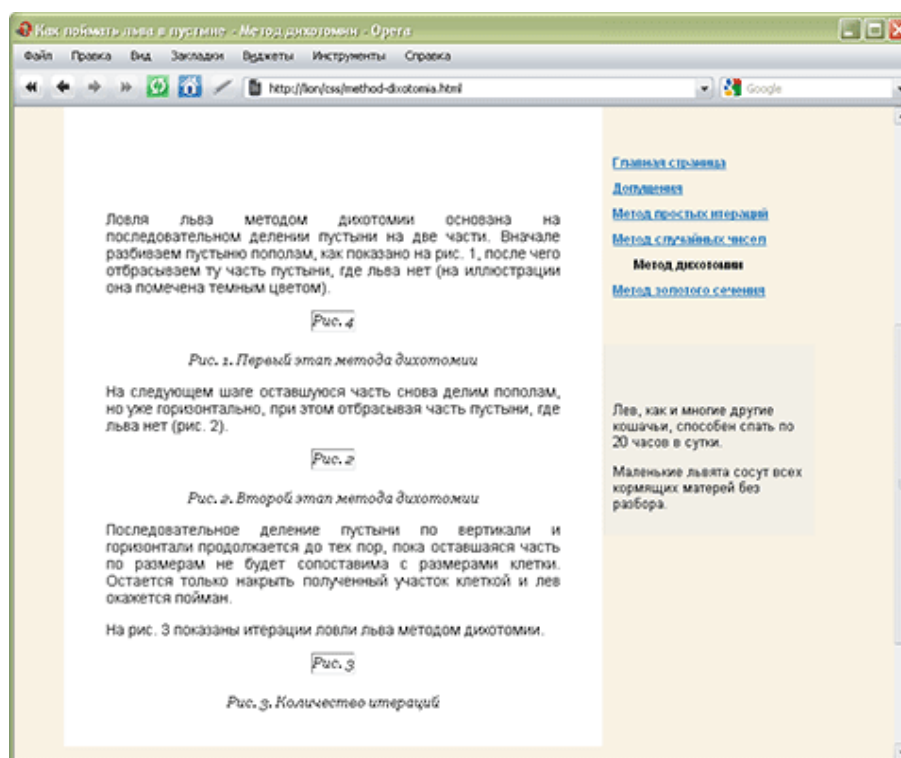 Как поймать льва в пустыне - Метод дихотомии - Opera
Файл Правка Вид Закладки Виджеты Инструменты Справка
http://lion/css/method-dixotomia.html Google
Ловля льва методом дихотомии основана на
последовательном делении пустыни на две части. Вначале
разбиваем пустыню пополам, как показано на рис. 1, после чего
отбрасываем ту часть пустыни, где льва нет (на иллюстрации
она помечена темным цветом).
Рис. 4
Рис. 1. Первый этап метода дихотомии
На следующем шаге оставшуюся часть снова делим пополам,
но уже горизонтально, при этом отбрасывая часть пустыни, где
льва нет (рис. 2).
Рис. 2
Рис. 2. Второй этап метода дихотомии
Последовательное деление пустыни по вертикали и
горизонтали продолжается до тех пор, пока оставшаяся часть
по размерам не будет сопоставима с размерами клетки.
Остается только накрыть полученный участок клеткой и лев
окажется пойман.
На рис. 3 показаны итерации ловли льва методом дихотомии.
Рис. 3
Рис. 3. Количество итераций
Главная страница
Допущения
Метод простых итераций
Метод случайных чисел
Метод дихотомии
Метод золотого сечения
Лев, как и многие другие
кошачьи, способен спать по
20 часов в сутки.
Маленькие львята сосут всех
кормящих матерей без
разбора.